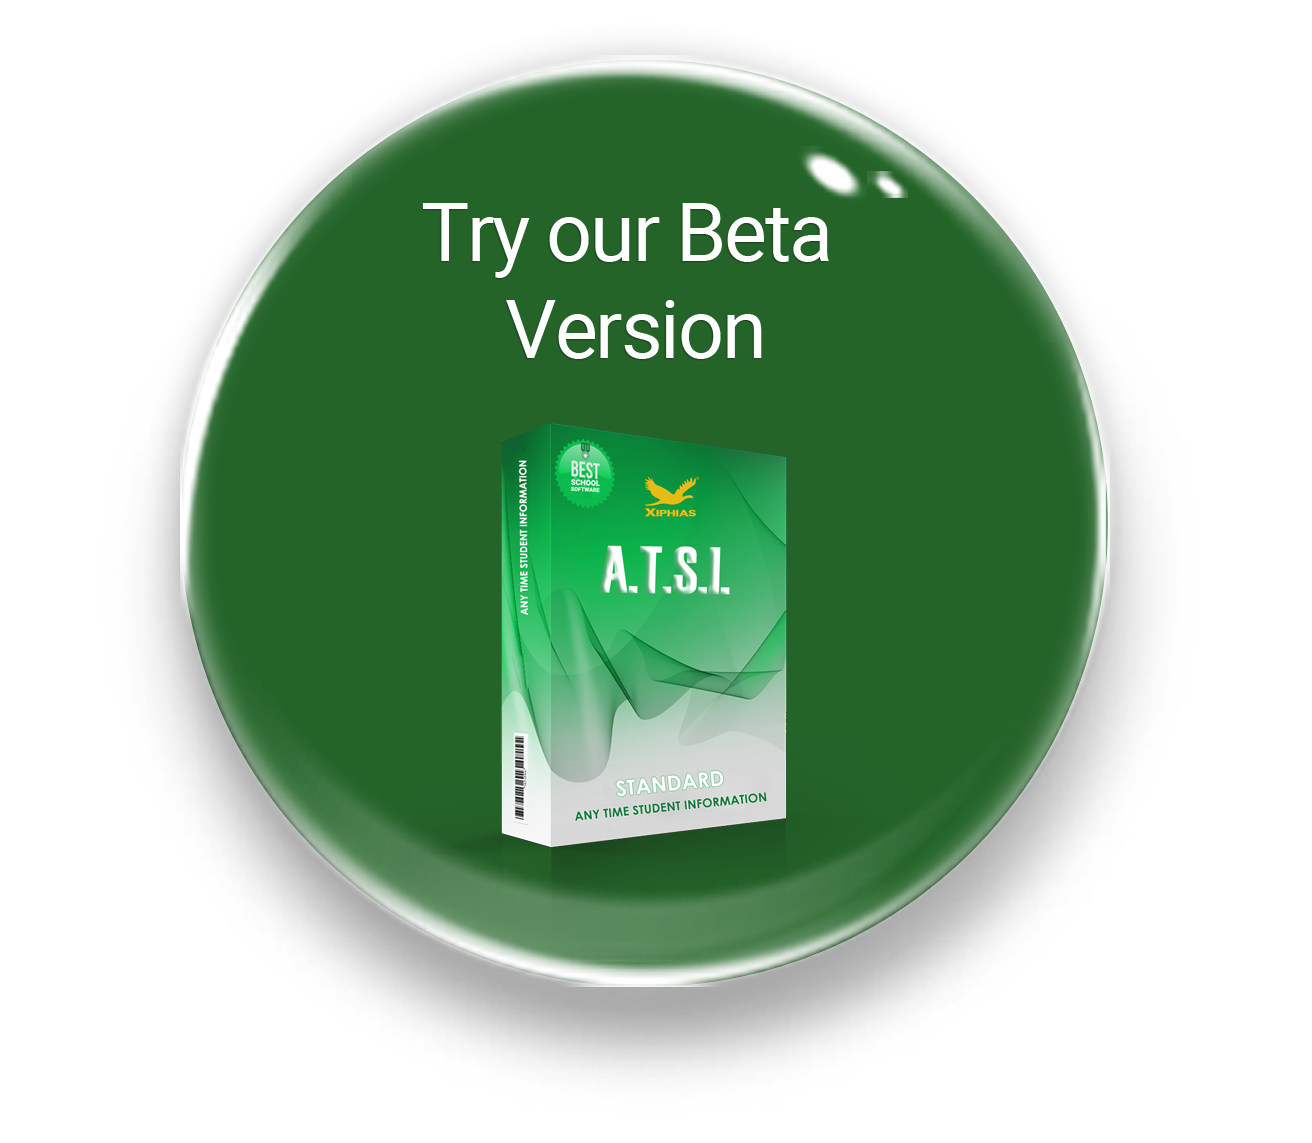 Try our Beta
Version
BEST
SCHOOL
SOFTWARE
ANY TIME STUDENT INFORMATION
XIPHIAS
A.T.S.I.
STANDARD
ANY TIME STUDENT INFORMATION